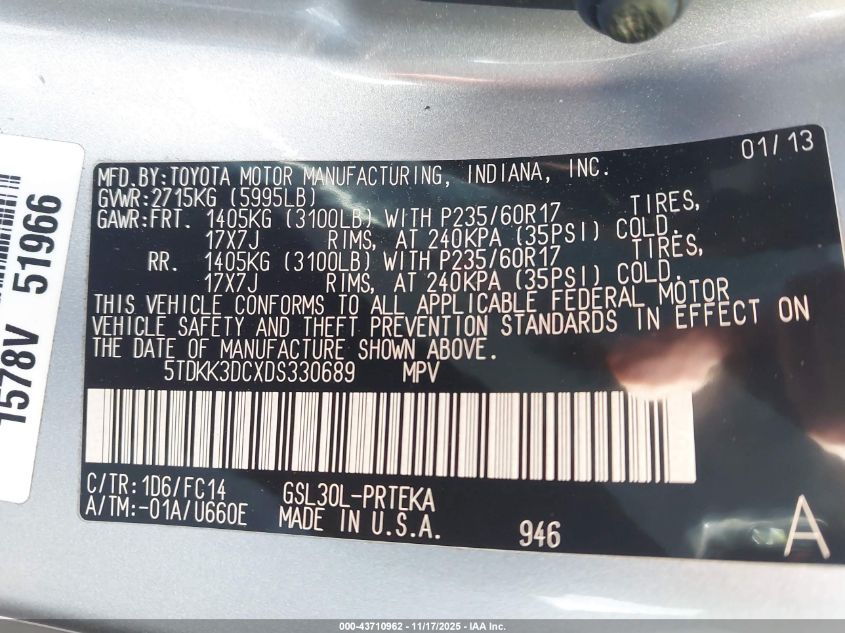 01/13
MFD.BY:TOYOTA MOTOR MANUFACTURING, INDIANA, INC.
GVWR:2715KG (5995LB)
GAWR:FRT. 1405KG (3100LB) WITH P235/60R17 TIRES,
17X7J RIMS, AT 240KPA (35PSI) COLD.
RR. 1405KG (3100LB) WITH P235/60R17 TIRES,
17X7J RIMS, AT 240KPA (35PSI) COLD.
THIS VEHICLE CONFORMS TO ALL APPLICABLE FEDERAL MOTOR
VEHICLE SAFETY AND THEFT PREVENTION STANDARDS IN EFFECT ON
THE DATE OF MANUFACTURE SHOWN ABOVE.
5TDKK3DCXDS330689 MPV
C/TR:1D6/FC14 GSL30L-PRTEKA
A/TM:-01A/U660E MADE IN U.S.A. 946 A
1578V 51966
000-43710962 - 11/17/2025 - IAA Inc.